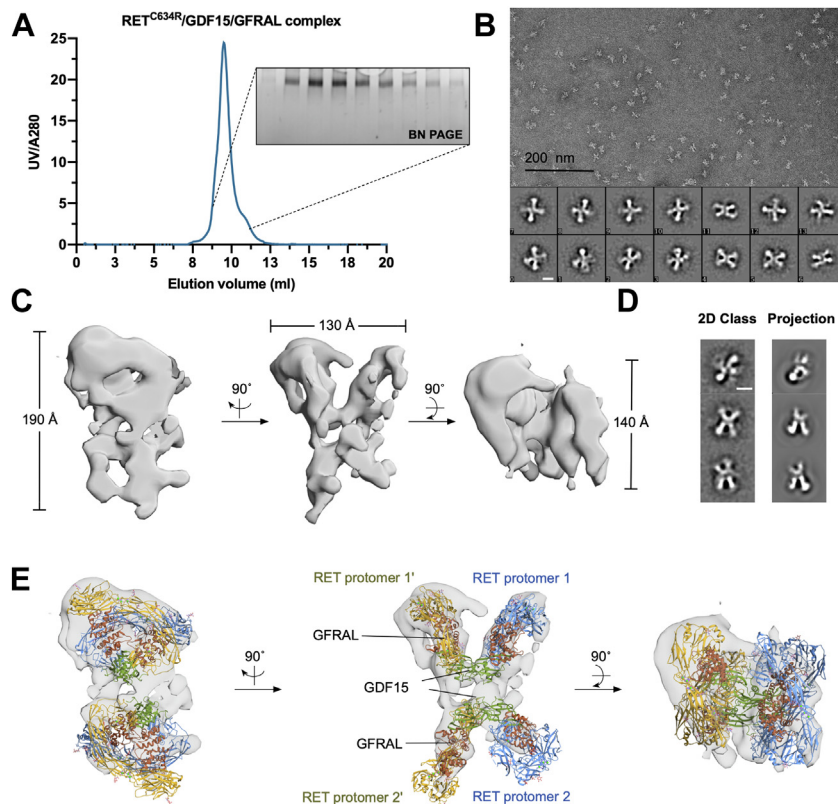 A
RET^C634R/GDF15/GFRAL complex
25
20
15
10
5
0
UV/A280
0 3 5 8 10 13 15 18 20
Elution volume (ml)
BN PAGE
B
200 nm
C
190 Å
90°
130 Å
90°
140 Å
D
2D Class Projection
E
RET protomer 1' RET protomer 1
GFRAL
90°
GDF15
90°
GFRAL
RET protomer 2' RET protomer 2